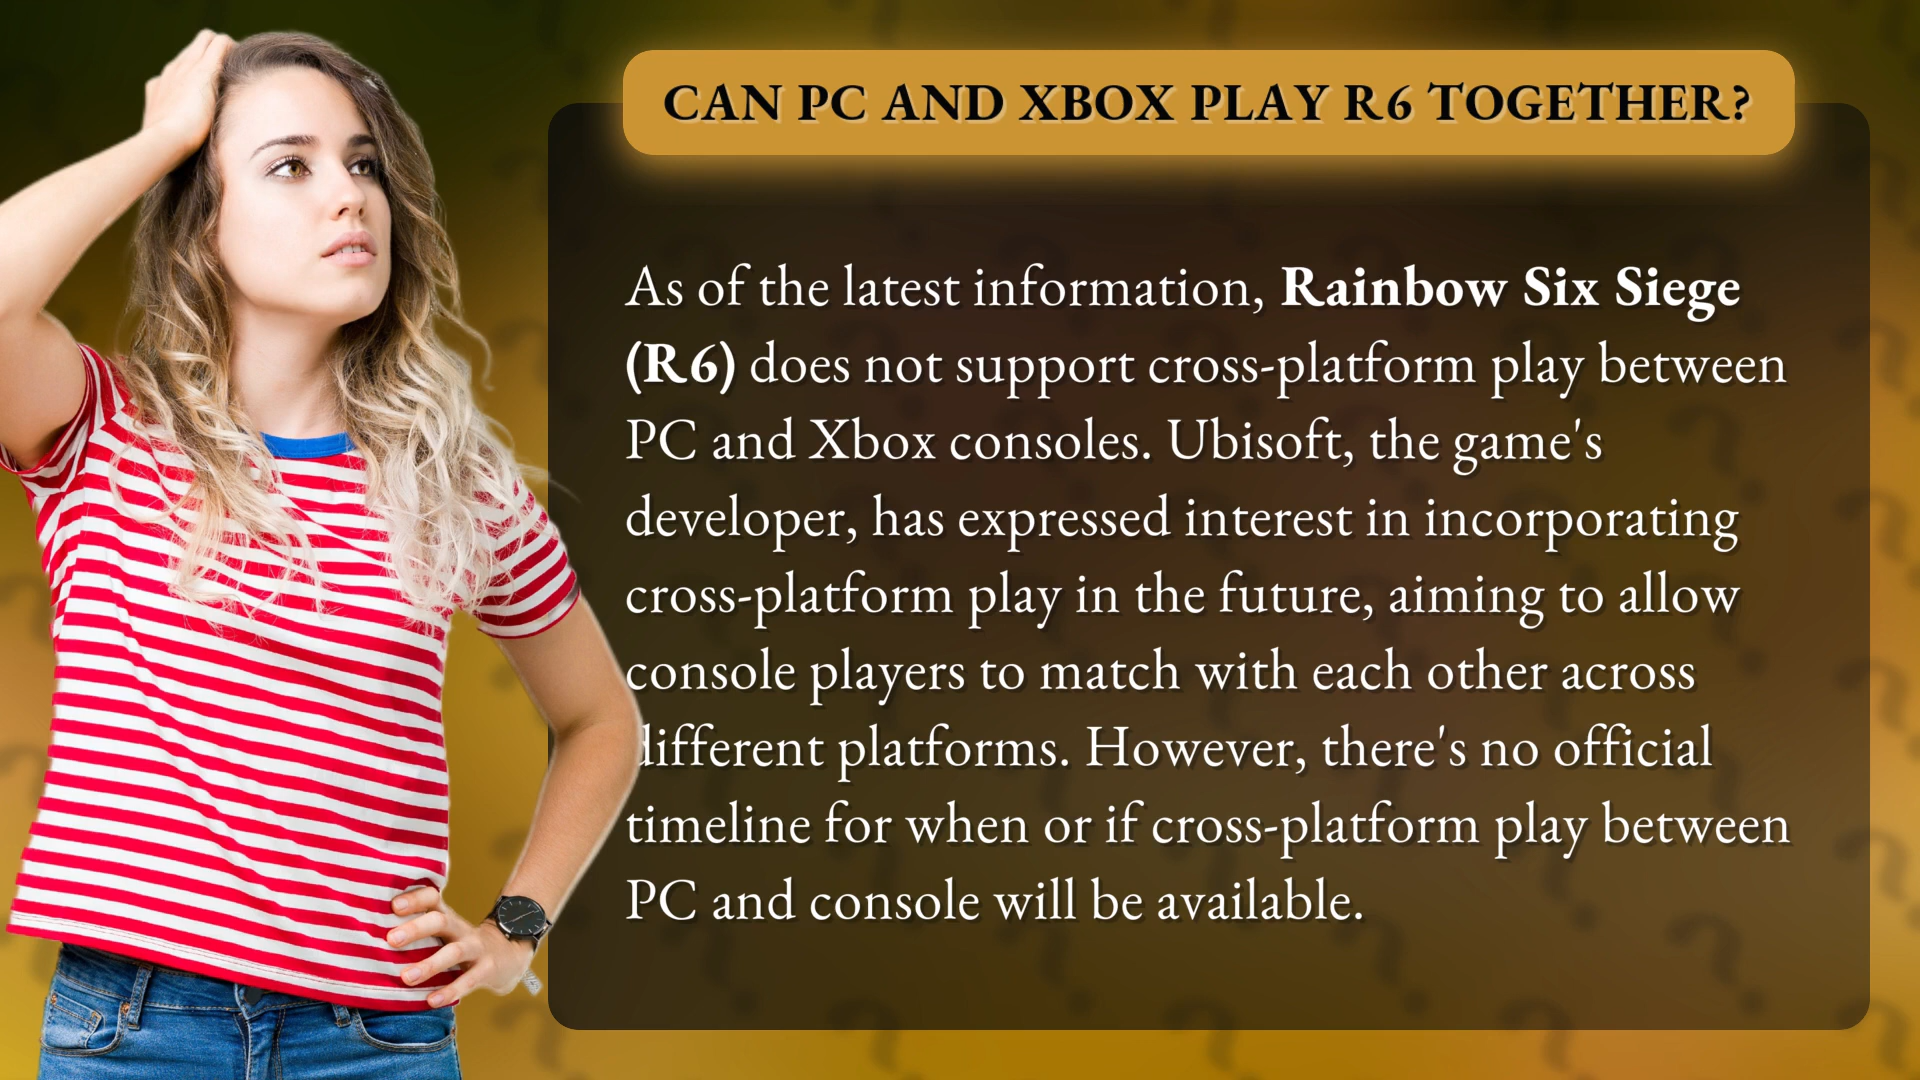 CAN PC AND XBOX PLAY R6 TOGETHER?
As of the latest information, Rainbow Six Siege
(R6) does not support cross-platform play between
PC and Xbox consoles. Ubisoft, the game's
developer, has expressed interest in incorporating
cross-platform play in the future, aiming to allow
console players to match with each other across
different platforms. However, there's no official
timeline for when or if cross-platform play between
PC and console will be available.